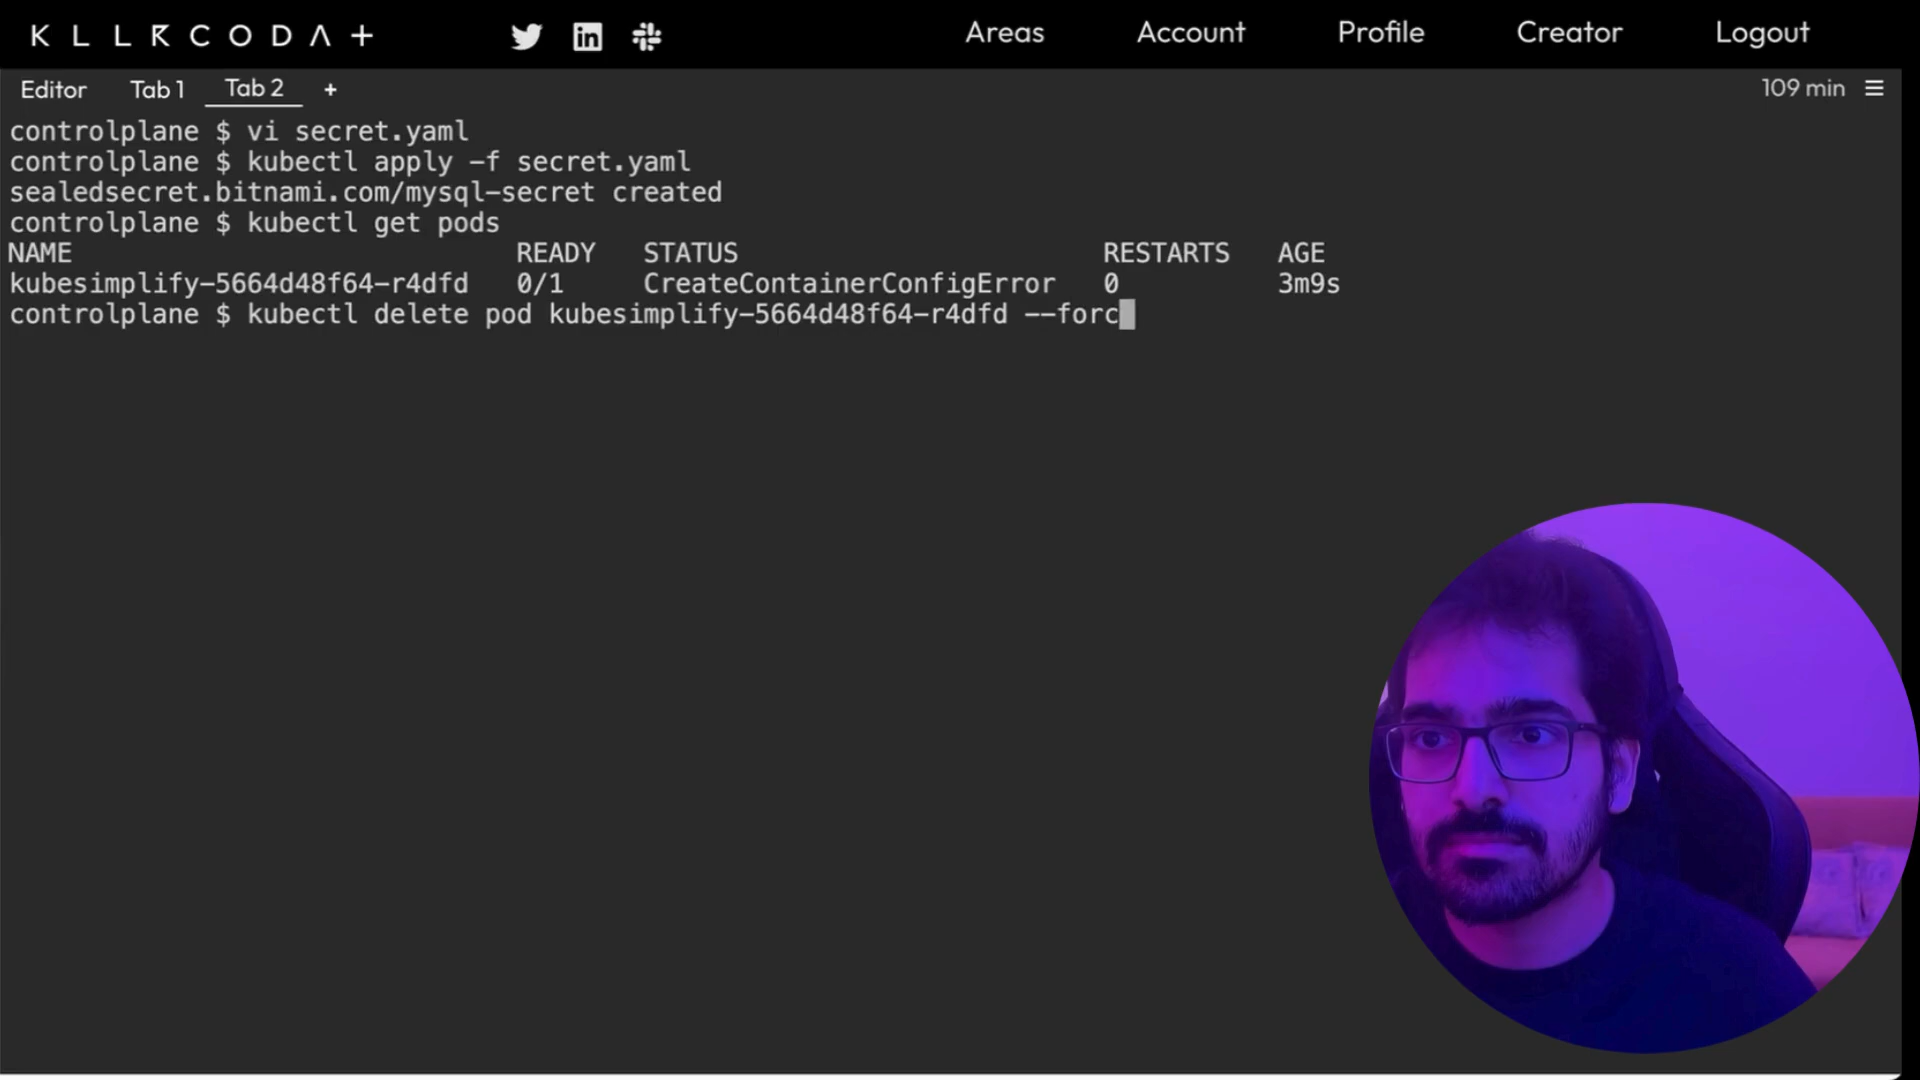 KILLERCODA+
Areas Account Profile Creator Logout
Editor Tab 1 Tab 2 + 109 min
controlplane $ vi secret.yaml
controlplane $ kubectl apply -f secret.yaml
sealedsecret.bitnami.com/mysql-secret created
controlplane $ kubectl get pods
NAME READY STATUS RESTARTS AGE
kubesimplify-5664d48f64-r4dfd 0/1 CreateContainerConfigError 0 3m9s
controlplane $ kubectl delete pod kubesimplify-5664d48f64-r4dfd --forc